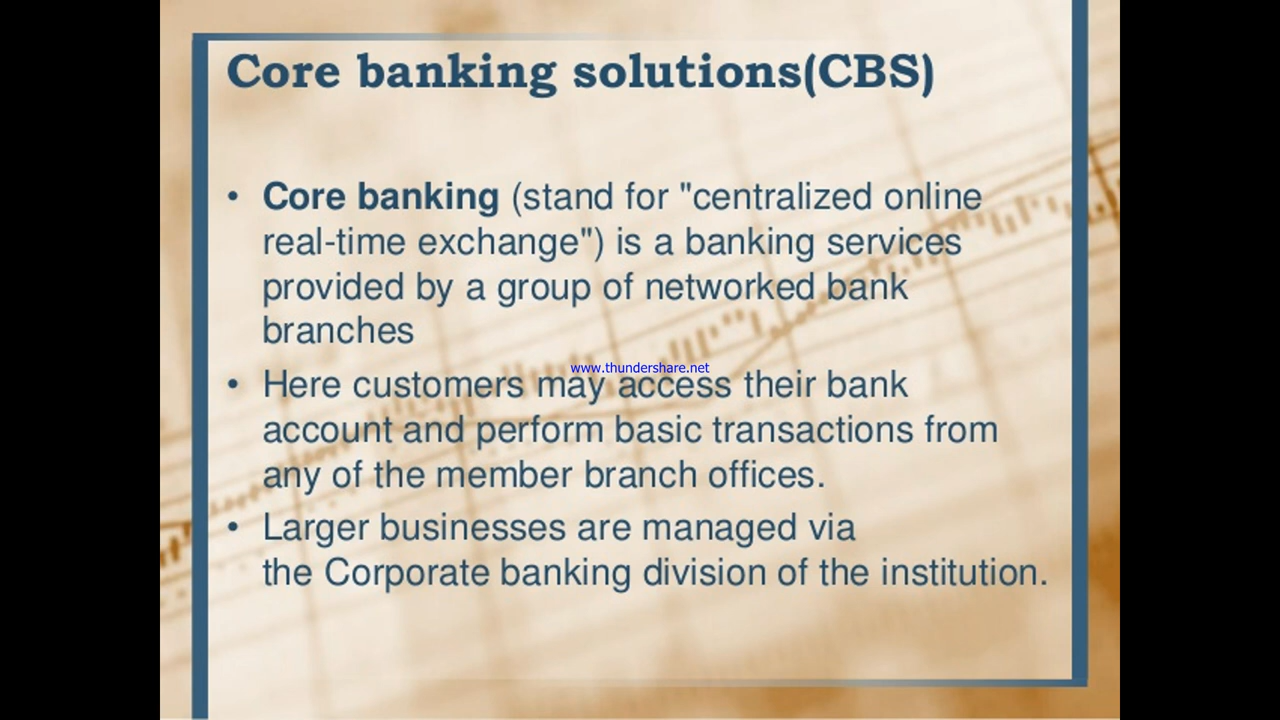 Core banking solutions(CBS)
• Core banking (stand for "centralized online
real-time exchange") is a banking services
provided by a group of networked bank
branches
www.thundershare.net
• Here customers may access their bank
account and perform basic transactions from
any of the member branch offices.
• Larger businesses are managed via
the Corporate banking division of the institution.